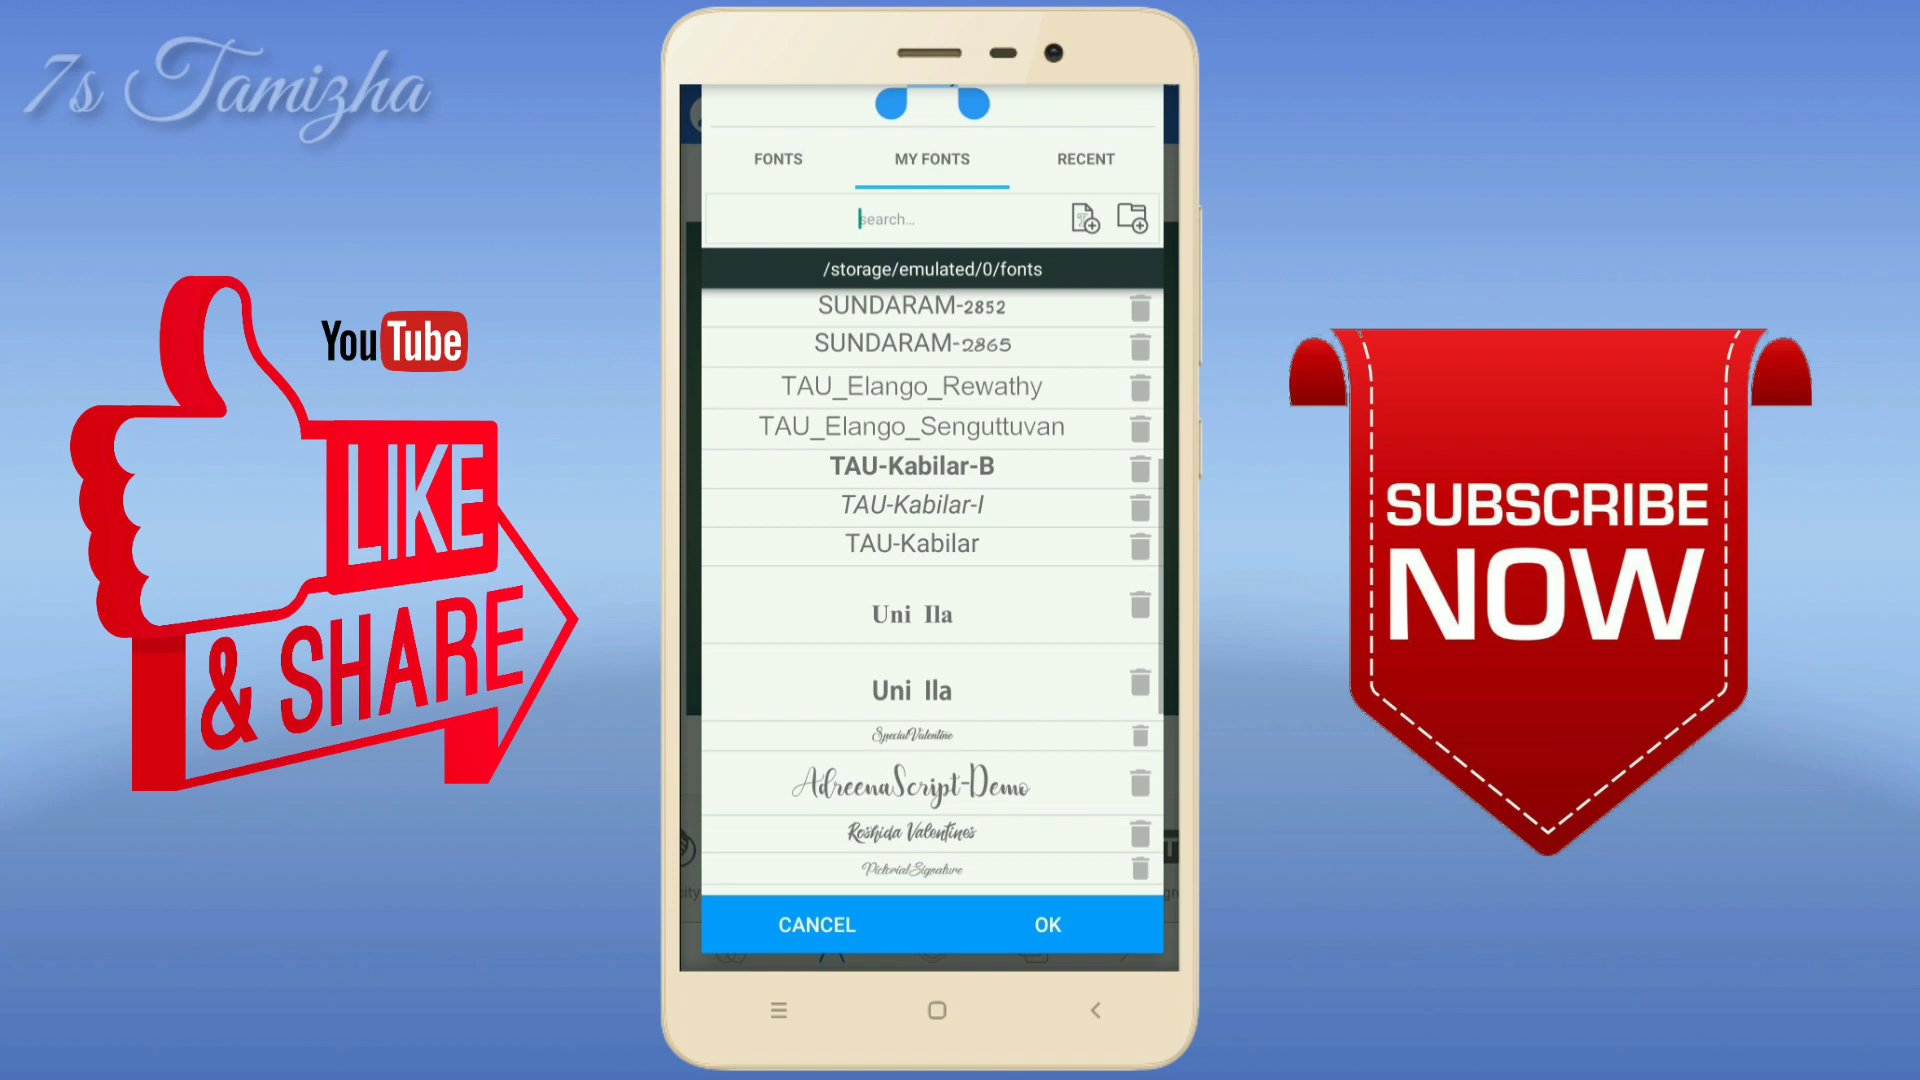 7s Tamizha
YouTube
LIKE
& SHARE
FONTS MY FONTS RECENT
search...
/storage/emulated/0/fonts
SUNDARAM-2852
SUNDARAM-2865
TAU_Elango_Rewathy
TAU_Elango_Senguttuvan
TAU-Kabilar-B
TAU-Kabilar-I
TAU-Kabilar
Uni Ila
Uni Ila
SpecialValentine
AdreenaScript-Demo
Roshida Valentines
PictorialSignature
CANCEL OK
SUBSCRIBE
NOW